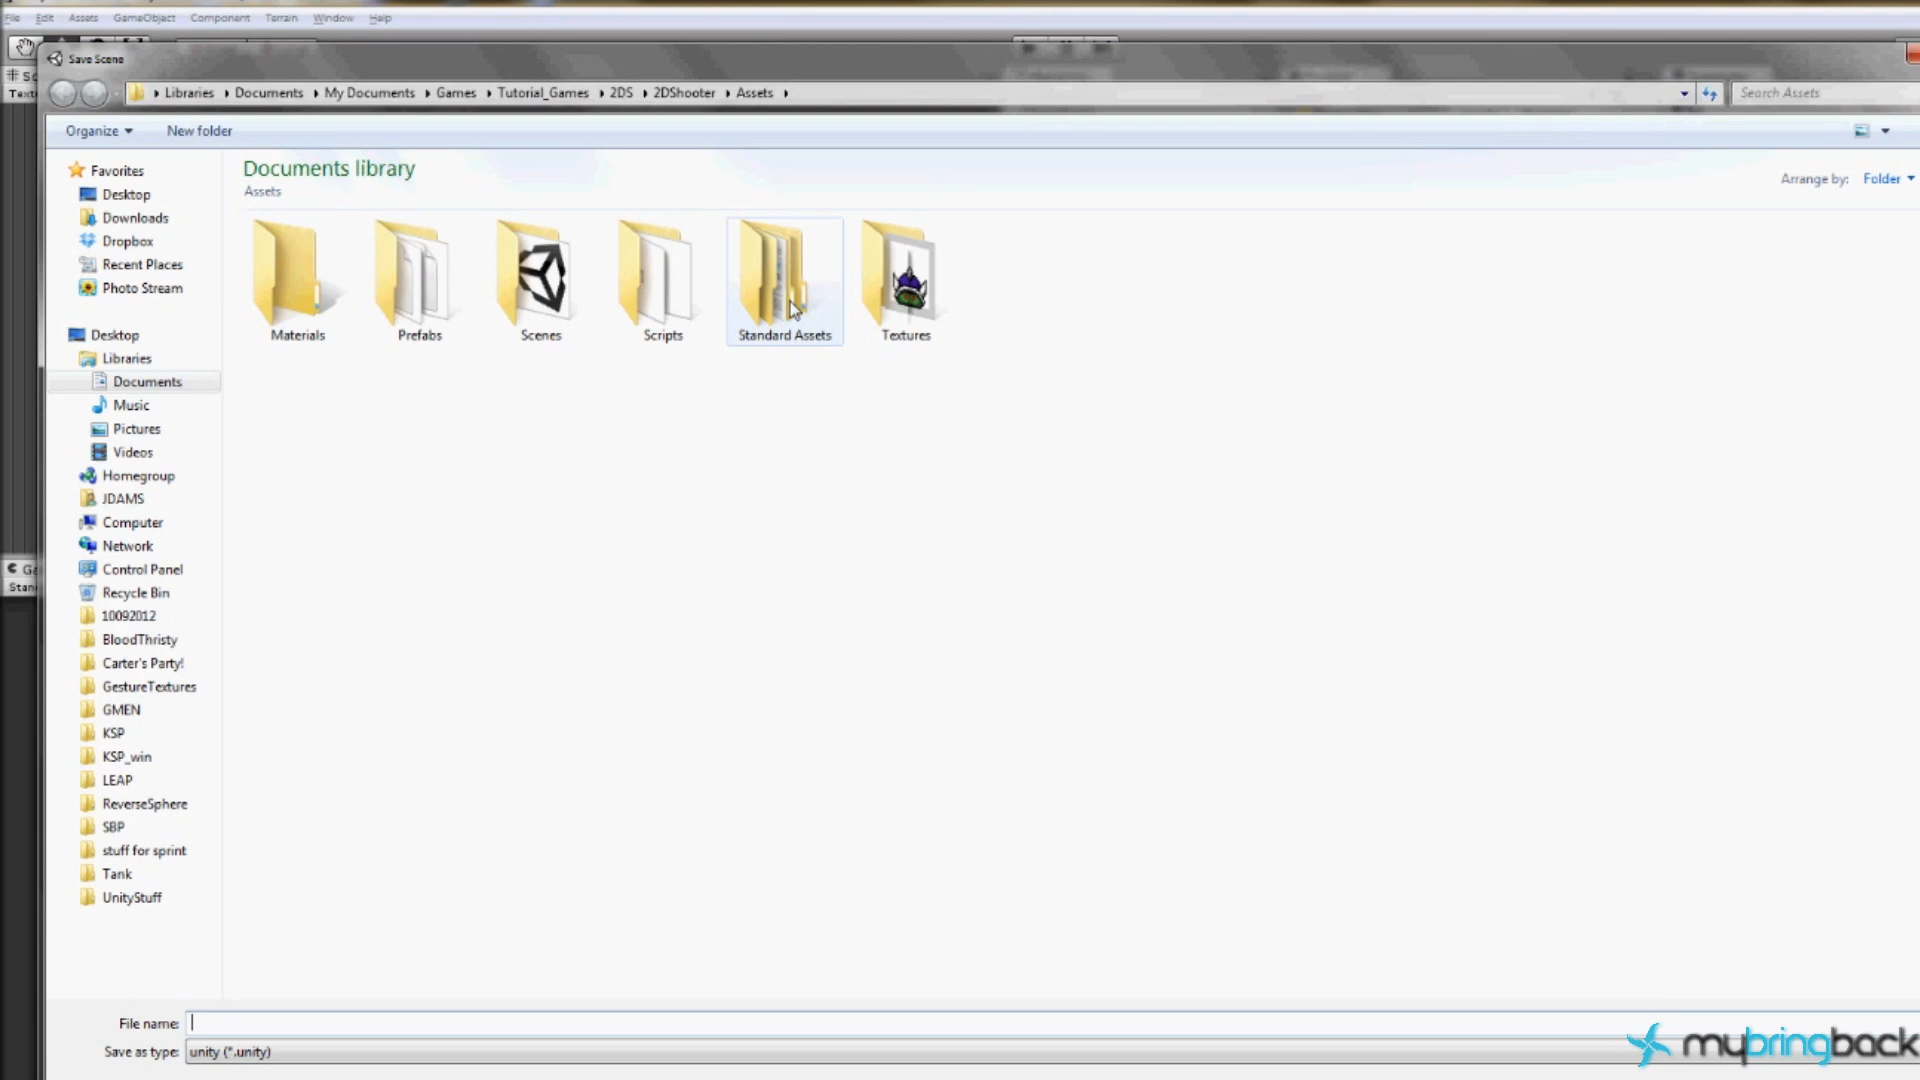 File Edit Assets GameObject Component Terrain Window Help
Save Scene
Libraries Documents My Documents Games Tutorial_Games 2DS 2DShooter Assets
Search Assets
Organize New folder
Documents library
Assets
Arrange by: Folder
Materials Prefabs Scenes Scripts Standard Assets Textures
Favorites
Desktop
Downloads
Dropbox
Recent Places
Photo Stream
Desktop
Libraries
Documents
Music
Pictures
Videos
Homegroup
JDAMS
Computer
Network
Control Panel
Recycle Bin
10092012
BloodThristy
Carter's Party!
GestureTextures
GMEN
KSP
KSP_win
LEAP
ReverseSphere
SBP
stuff for sprint
Tank
UnityStuff
File name:
Save as type: unity (*.unity)
mybringback